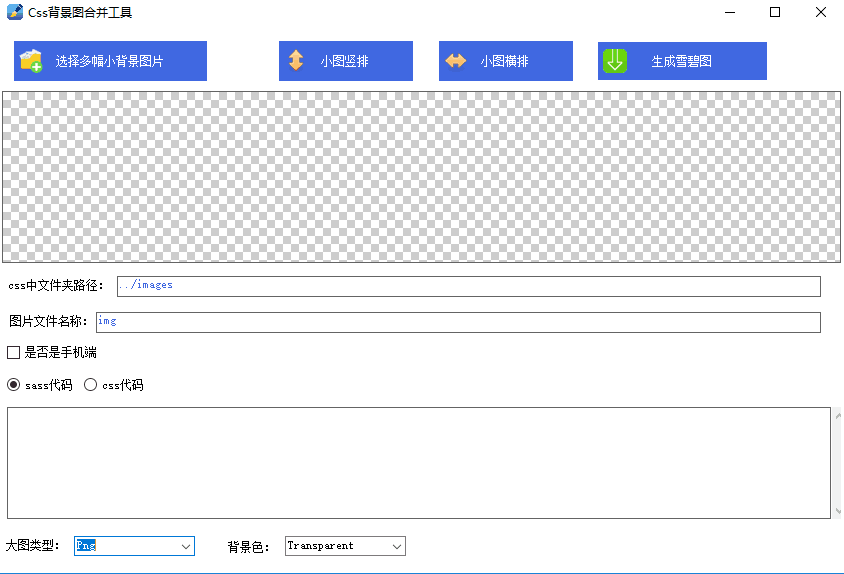 Css背景图合并工具
选择多幅小背景图片
小图竖排
小图横排
生成雪碧图
css中文件夹路径：
../images
图片文件名称：
img
是否是手机端
sass代码
css代码
大图类型：
Png
背景色：
Transparent